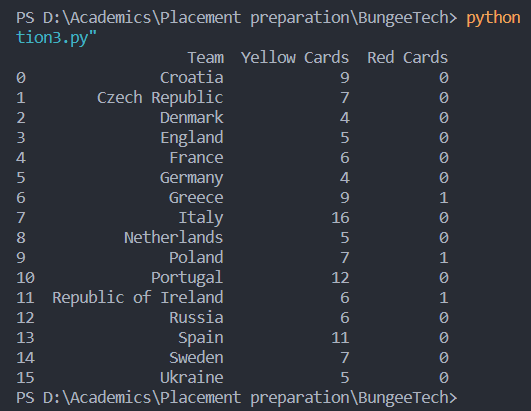 PS D:\Academics\Placement preparation\BungeeTech> python
tion3.py"
Team Yellow Cards Red Cards
0 Croatia 9 0
1 Czech Republic 7 0
2 Denmark 4 0
3 England 5 0
4 France 6 0
5 Germany 4 0
6 Greece 9 1
7 Italy 16 0
8 Netherlands 5 0
9 Poland 7 1
10 Portugal 12 0
11 Republic of Ireland 6 1
12 Russia 6 0
13 Spain 11 0
14 Sweden 7 0
15 Ukraine 5 0
PS D:\Academics\Placement preparation\BungeeTech>